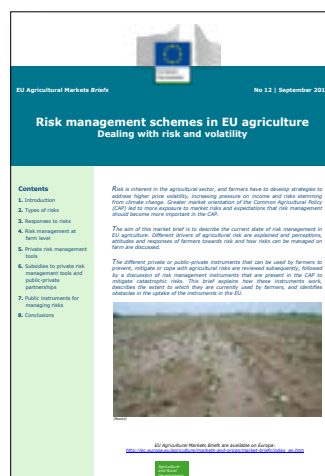 EU Agricultural Markets Briefs
No 12 | September 201
Risk management schemes in EU agriculture
Dealing with risk and volatility
Contents
1. Introduction
2. Types of risks
3. Responses to risks
4. Risk management at
farm level
5. Private risk management
tools
6. Subsidies to private risk
management tools and
public-private
partnerships
7. Public instruments for
managing risks
8. Conclusions
Risk is inherent in the agricultural sector, and farmers have to develop strategies to
address higher price volatility, increasing pressure on income and risks stemming
from climate change. Greater market orientation of the Common Agricultural Policy
(CAP) led to more exposure to market risks and expectations that risk management
should become more important in the CAP.
The aim of this market brief is to describe the current state of risk management in
EU agriculture. Different drivers of agricultural risk are explained and perceptions,
attitudes and responses of farmers towards risk and how risks can be managed on
farm are discussed.
The different private or public-private instruments that can be used by farmers to
prevent, mitigate or cope with agricultural risks are reviewed subsequently, followed
by a discussion of risk management instruments that are present in the CAP to
mitigate catastrophic risks. This brief explains how these instruments work,
describes the extent to which they are currently used by farmers, and identifies
obstacles in the uptake of the instruments in the EU.
EU Agricultural Markets Briefs are available on Europa:
http://ec.europa.eu/agriculture/markets-and-prices/market-briefs/index_en.htm
Agriculture
and Rural